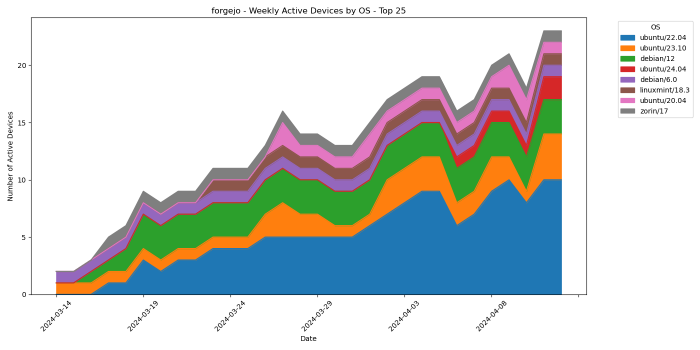 forgejo - Weekly Active Devices by OS - Top 25
Number of Active Devices
20
15
10
5
0
2024-03-14
2024-03-19
2024-03-24
2024-03-29
2024-04-03
2024-04-08
Date
OS
ubuntu/22.04
ubuntu/23.10
debian/12
ubuntu/24.04
debian/6.0
linuxmint/18.3
ubuntu/20.04
zorin/17